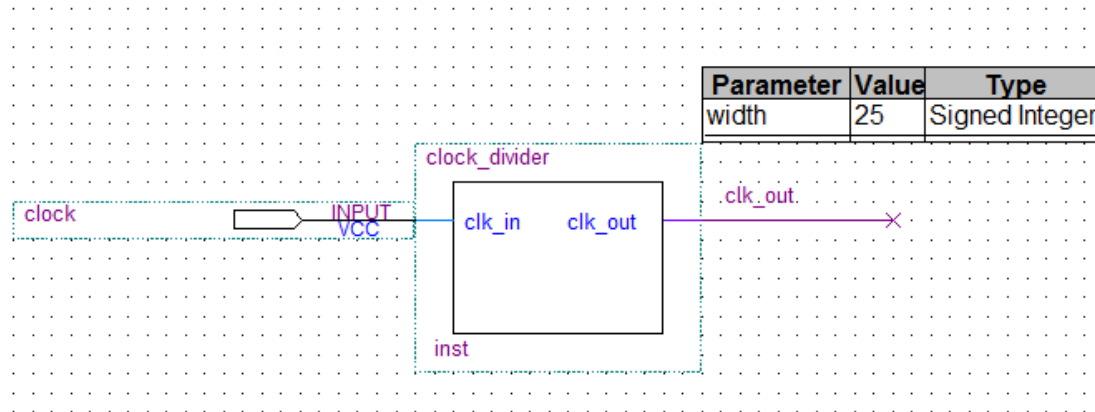 Parameter Value Type
width 25 Signed Integer
clock_divider
clock INPUT
VCC
clk_in clk_out
clk_out
inst